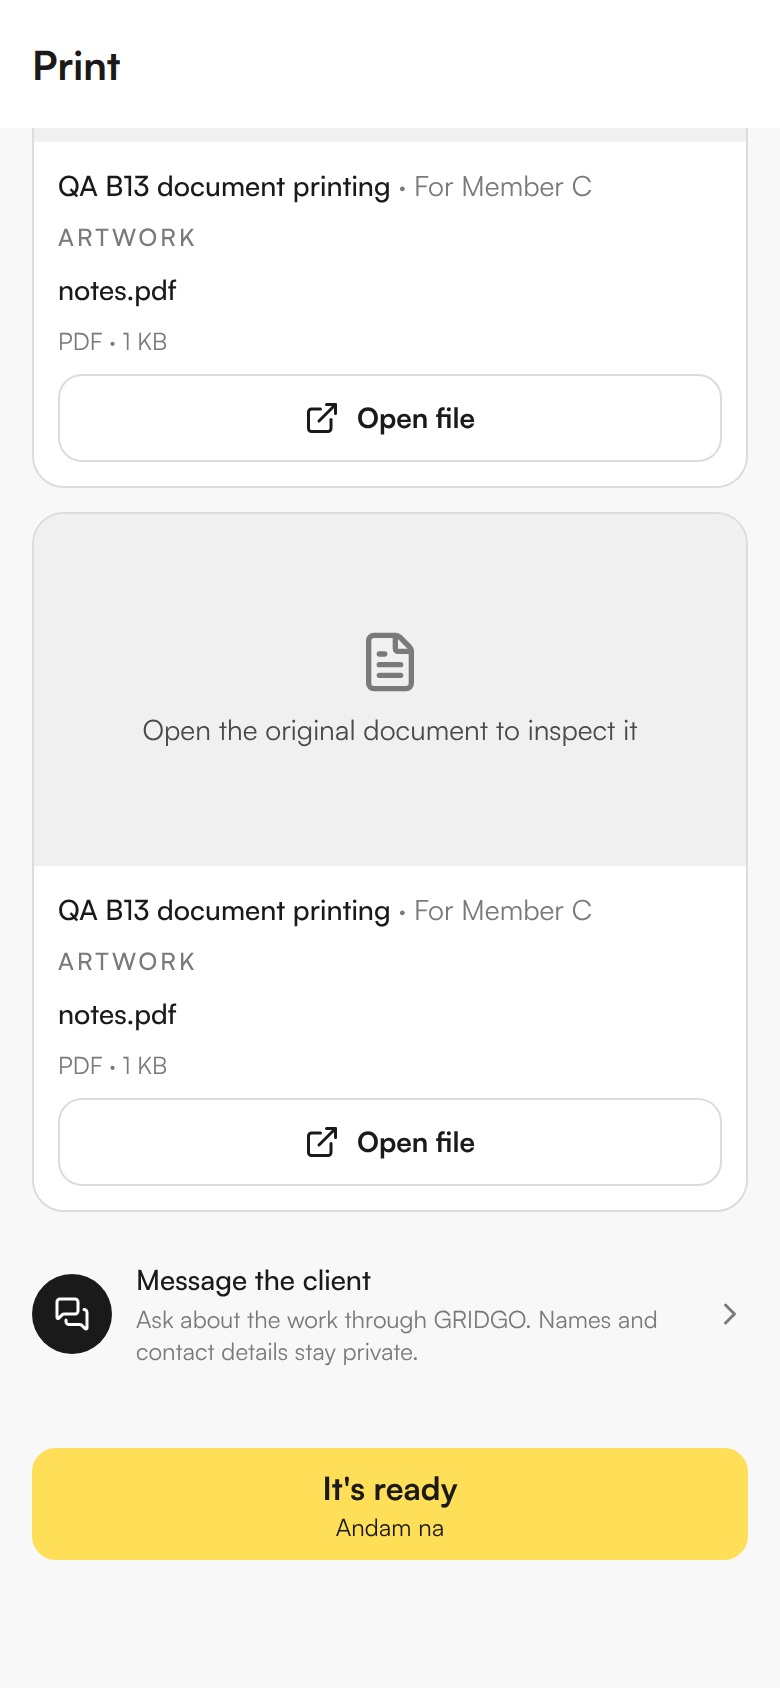 Print
QA B13 document printing · For Member C
ARTWORK
notes.pdf
PDF · 1 KB
Open file
Open the original document to inspect it
QA B13 document printing · For Member C
ARTWORK
notes.pdf
PDF · 1 KB
Open file
Message the client
Ask about the work through GRIDGO. Names and
contact details stay private.
It's ready
Andam na